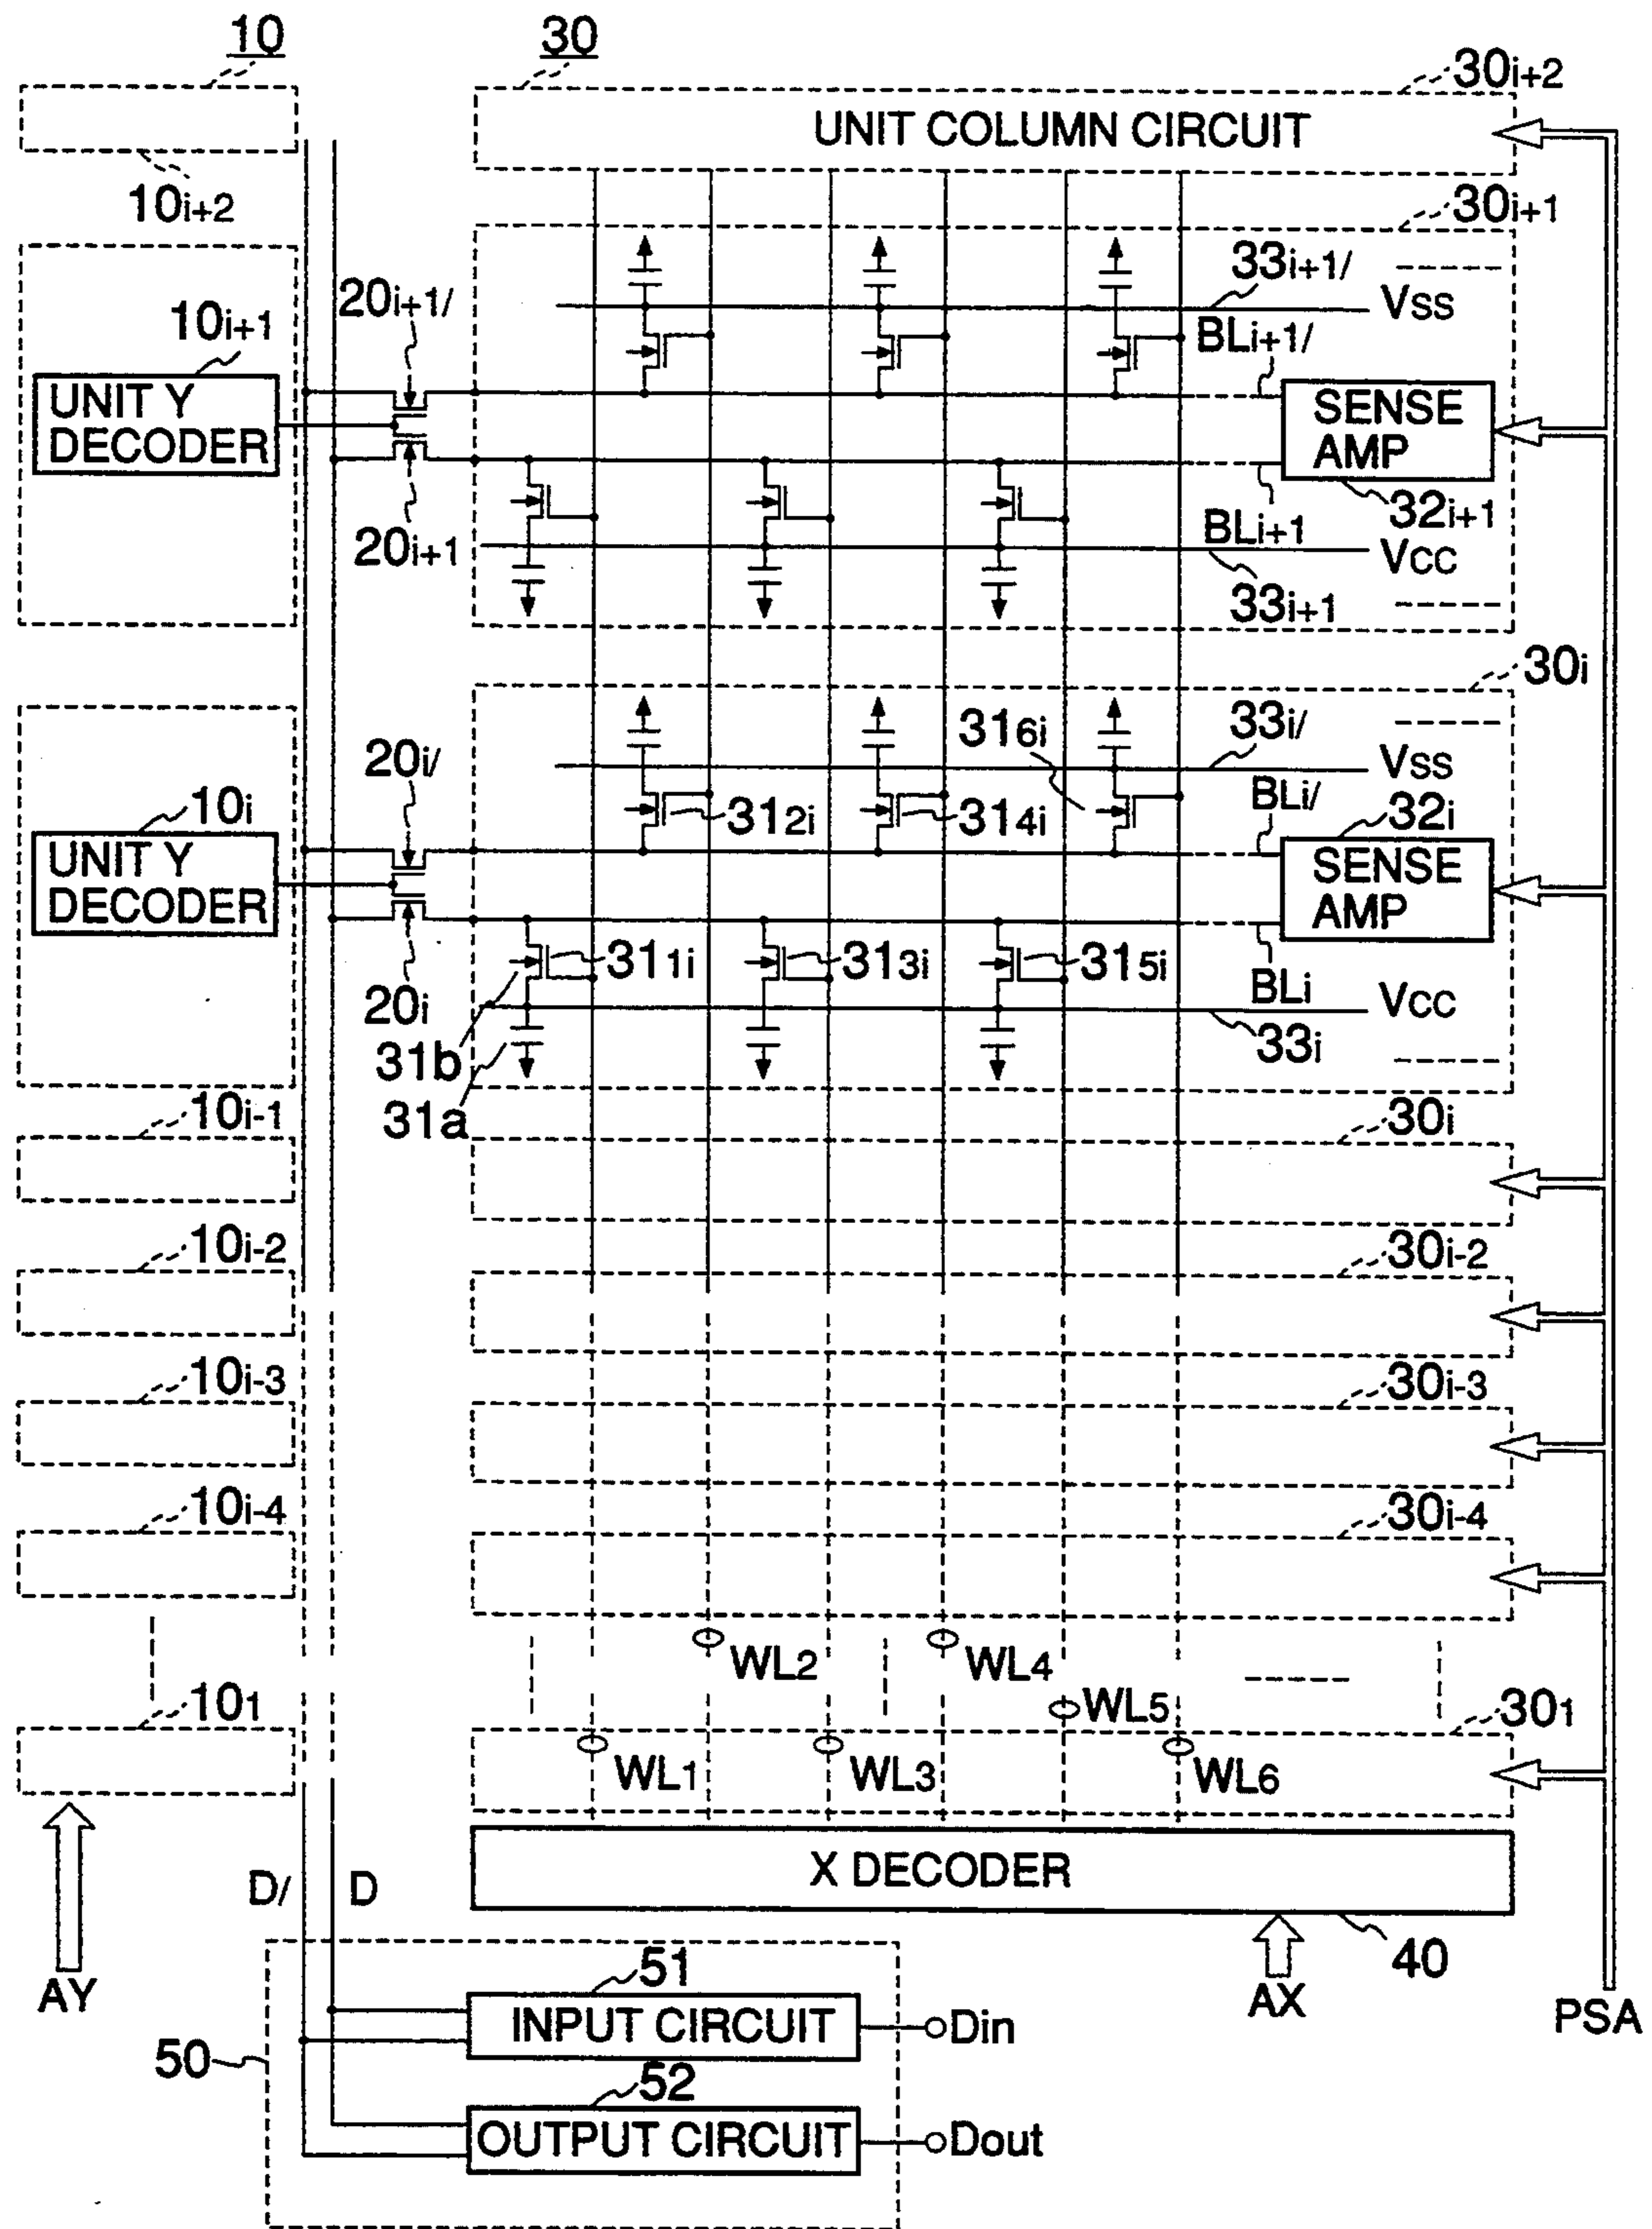 10
30
30i+2
UNIT COLUMN CIRCUIT
10i+2
30i+1
33i+1/
VSS
20i+1/
10i+1
BLi+1/
UNIT Y
DECODER
SENSE
AMP
32i+1
20i+1
BLi+1
VCC
33i+1
30i
33i/
316i
20i/
VSS
BLi/
10i
312i
314i
32i
UNIT Y
DECODER
SENSE
AMP
311i
313i
315i
BLi
VCC
20i
31b
33i
31a
10i-1
30i
10i-2
30i-2
10i-3
30i-3
10i-4
30i-4
WL2
WL4
WL5
101
301
WL1
WL3
WL6
X DECODER
D/
D
40
AY
AX
PSA
51
INPUT CIRCUIT
Din
50
52
OUTPUT CIRCUIT
Dout